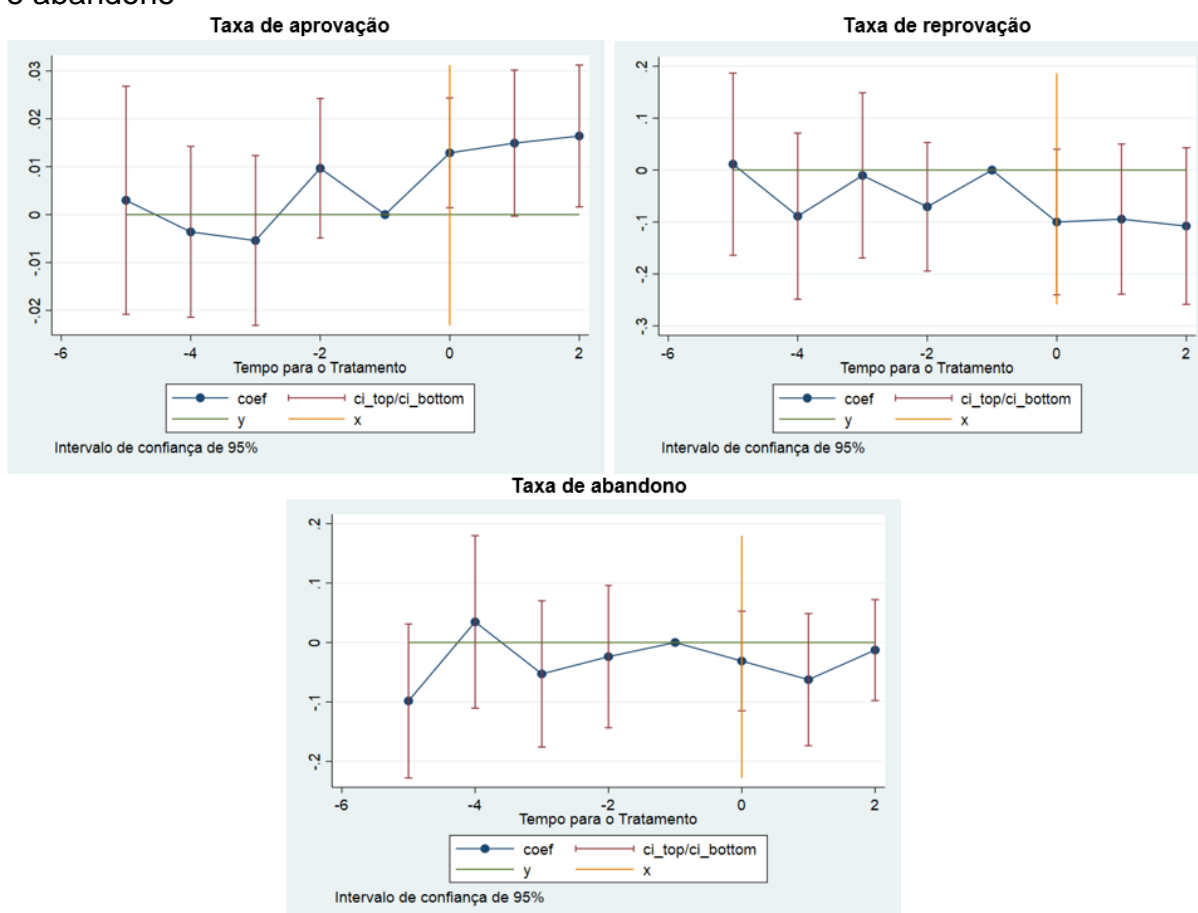 e abandono
Taxa de aprovação
.03
.02
.01
0
-.01
-.02
-6
-4
-2
0
2
Tempo para o Tratamento
coef
ci_top/ci_bottom
y
x
Intervalo de confiança de 95%
Taxa de reprovação
.2
.1
0
-.1
-.2
-.3
-6
-4
-2
0
2
Tempo para o Tratamento
coef
ci_top/ci_bottom
y
x
Intervalo de confiança de 95%
Taxa de abandono
.2
.1
0
-.1
-.2
-6
-4
-2
0
2
Tempo para o Tratamento
coef
ci_top/ci_bottom
y
x
Intervalo de confiança de 95%